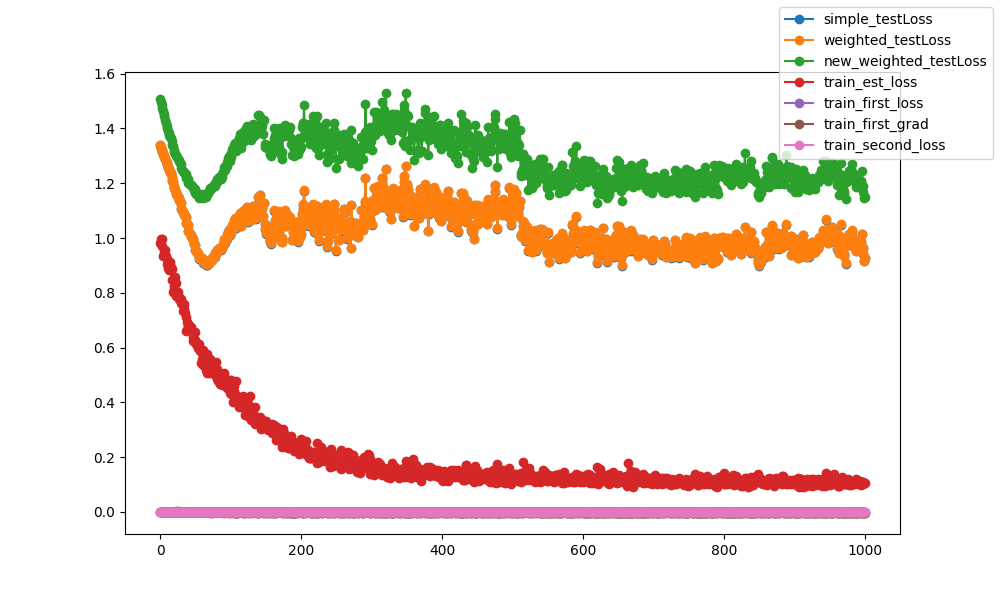 simple_testLoss
weighted_testLoss
new_weighted_testLoss
train_est_loss
train_first_loss
train_first_grad
train_second_loss
1.6
1.4
1.2
1.0
0.8
0.6
0.4
0.2
0.0
0 200 400 600 800 1000